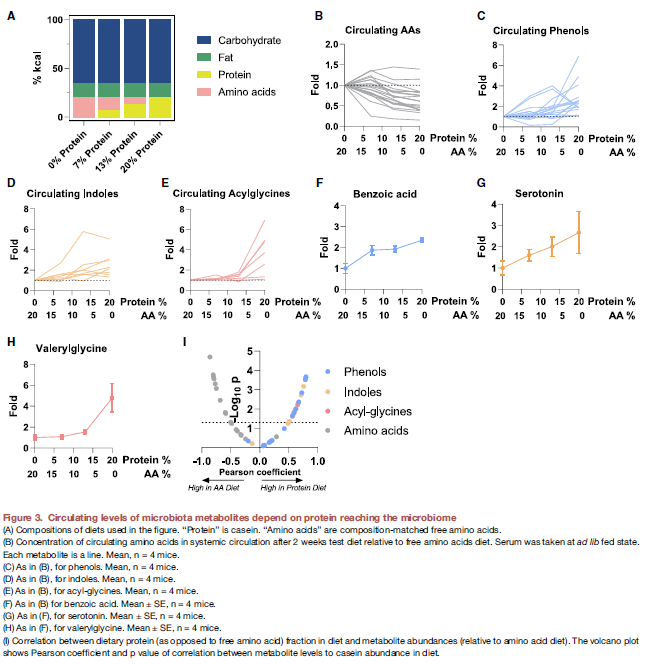 A
100
50
0
% kcal
0% Protein
7% Protein
13% Protein
20% Protein
Carbohydrate
Fat
Protein
Amino acids
B
Circulating AAs
2.0
1.5
1.0
0.5
0.0
Fold
0 5 10 15 20 Protein %
20 15 10 5 0 AA %
C
Circulating Phenols
8
6
4
2
0
Fold
0 5 10 15 20 Protein %
20 15 10 5 0 AA %
D
Circulating Indoles
8
6
4
2
0
Fold
0 5 10 15 20 Protein %
20 15 10 5 0 AA %
E
Circulating Acylglycines
8
6
4
2
0
Fold
0 5 10 15 20 Protein %
20 15 10 5 0 AA %
F
Benzoic acid
4
3
2
1
0
Fold
0 5 10 15 20 Protein %
20 15 10 5 0 AA %
G
Serotonin
4
3
2
1
0
Fold
0 5 10 15 20 Protein %
20 15 10 5 0 AA %
H
Valerylglycine
8
6
4
2
0
Fold
0 5 10 15 20 Protein %
20 15 10 5 0 AA %
I
5
4
3
2
1
-Log10 p
-1.0 -0.5 0.0 0.5 1.0
Pearson coefficient
High in AA Diet
High in Protein Diet
Phenols
Indoles
Acyl-glycines
Amino acids
Figure 3. Circulating levels of microbiota metabolites depend on protein reaching the microbiome
(A) Compositions of diets used in the figure. “Protein” is casein. “Amino acids” are composition-matched free amino acids.
(B) Concentration of circulating amino acids in systemic circulation after 2 weeks test diet relative to free amino acids diet. Serum was taken at ad lib fed state.
Each metabolite is a line. Mean, n = 4 mice.
(C) As in (B), for phenols. Mean, n = 4 mice.
(D) As in (B), for indoles. Mean, n = 4 mice.
(E) As in (B), for acyl-glycines. Mean, n = 4 mice.
(F) As in (B) for benzoic acid. Mean ± SE, n = 4 mice.
(G) As in (F), for serotonin. Mean ± SE, n = 4 mice.
(H) As in (F), for valerylglycine. Mean ± SE, n = 4 mice.
(I) Correlation between dietary protein (as opposed to free amino acid) fraction in diet and metabolite abundances (relative to amino acid diet). The volcano plot
shows Pearson coefficient and p value of correlation between metabolite levels to casein abundance in diet.